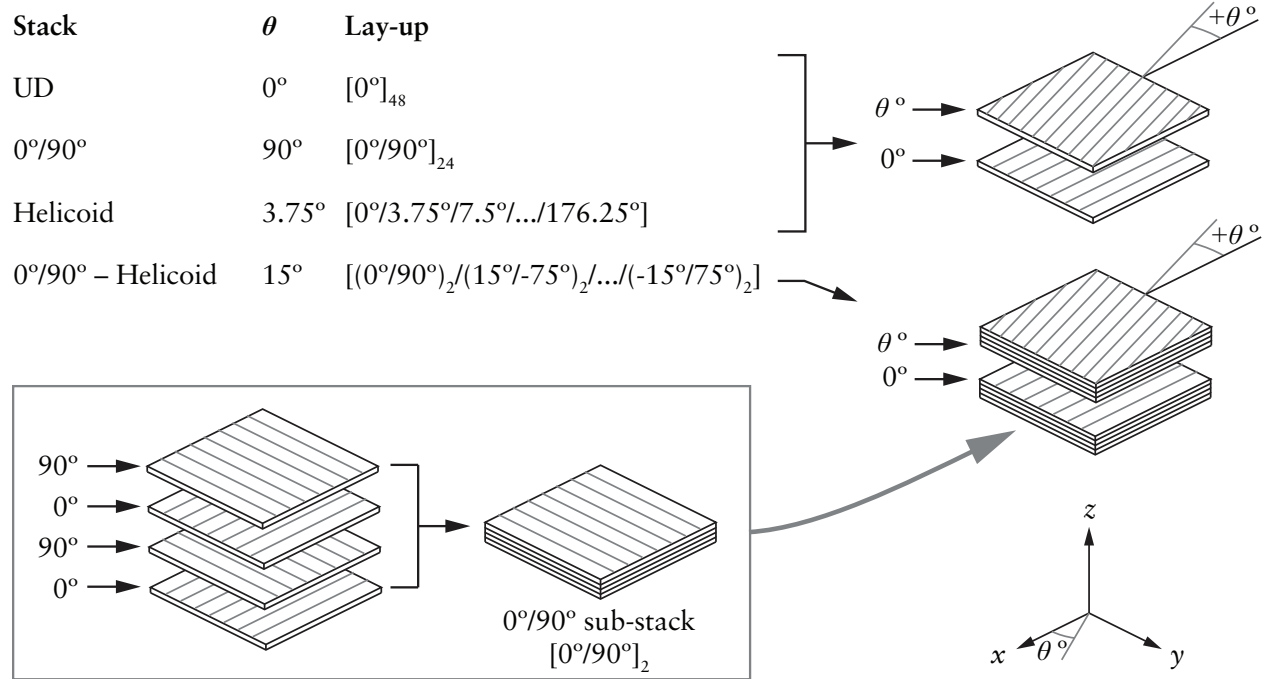 Stack θ Lay-up
UD 0º [0º]₄₈
0º/90º 90º [0º/90º]₂₄
Helicoid 3.75º [0º/3.75º/7.5º/.../176.25º]
0º/90º – Helicoid 15º [(0º/90º)₂/(15º/-75º)₂/.../(-15º/75º)₂]
+θ º
θ º
0º
+θ º
θ º
0º
90º
0º
90º
0º
0º/90º sub-stack
[0º/90º]₂
z
x
θ º
y